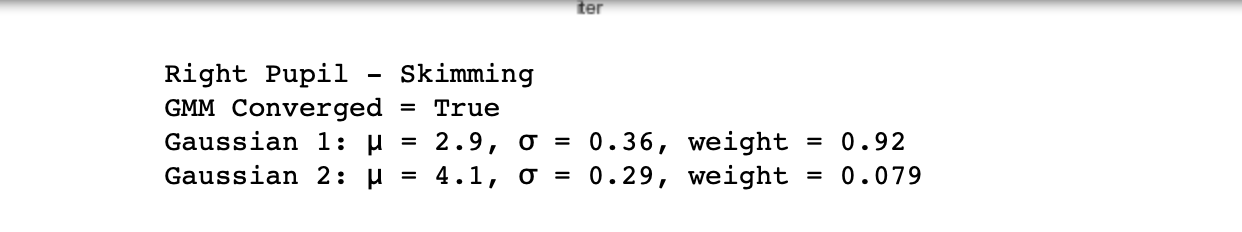 Right Pupil - Skimming
GMM Converged = True
Gaussian 1: μ = 2.9, σ = 0.36, weight = 0.92
Gaussian 2: μ = 4.1, σ = 0.29, weight = 0.079